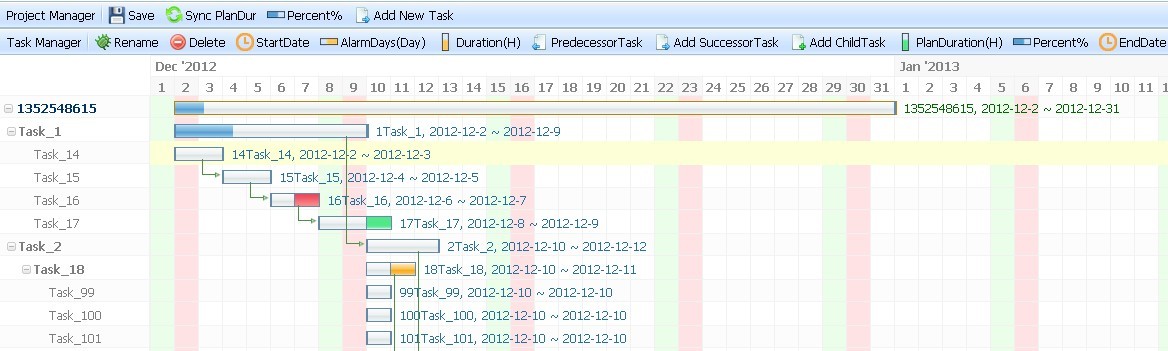 Project Manager Save Sync PlanDur Percent% Add New Task
Task Manager Rename Delete StartDate AlarmDays(Day) Duration(H) PredecessorTask Add SuccessorTask Add ChildTask PlanDuration(H) Percent% EndDate
Dec '2012 Jan '2013
1 2 3 4 5 6 7 8 9 10 11 12 13 14 15 16 17 18 19 20 21 22 23 24 25 26 27 28 29 30 31 1 2 3 4 5 6 7 8 9 10 11
1352548615 1352548615, 2012-12-2 ~ 2012-12-31
Task_1 1Task_1, 2012-12-2 ~ 2012-12-9
Task_14 14Task_14, 2012-12-2 ~ 2012-12-3
Task_15 15Task_15, 2012-12-4 ~ 2012-12-5
Task_16 16Task_16, 2012-12-6 ~ 2012-12-7
Task_17 17Task_17, 2012-12-8 ~ 2012-12-9
Task_2 2Task_2, 2012-12-10 ~ 2012-12-12
Task_18 18Task_18, 2012-12-10 ~ 2012-12-11
Task_99 99Task_99, 2012-12-10 ~ 2012-12-10
Task_100 100Task_100, 2012-12-10 ~ 2012-12-10
Task_101 101Task_101, 2012-12-10 ~ 2012-12-10